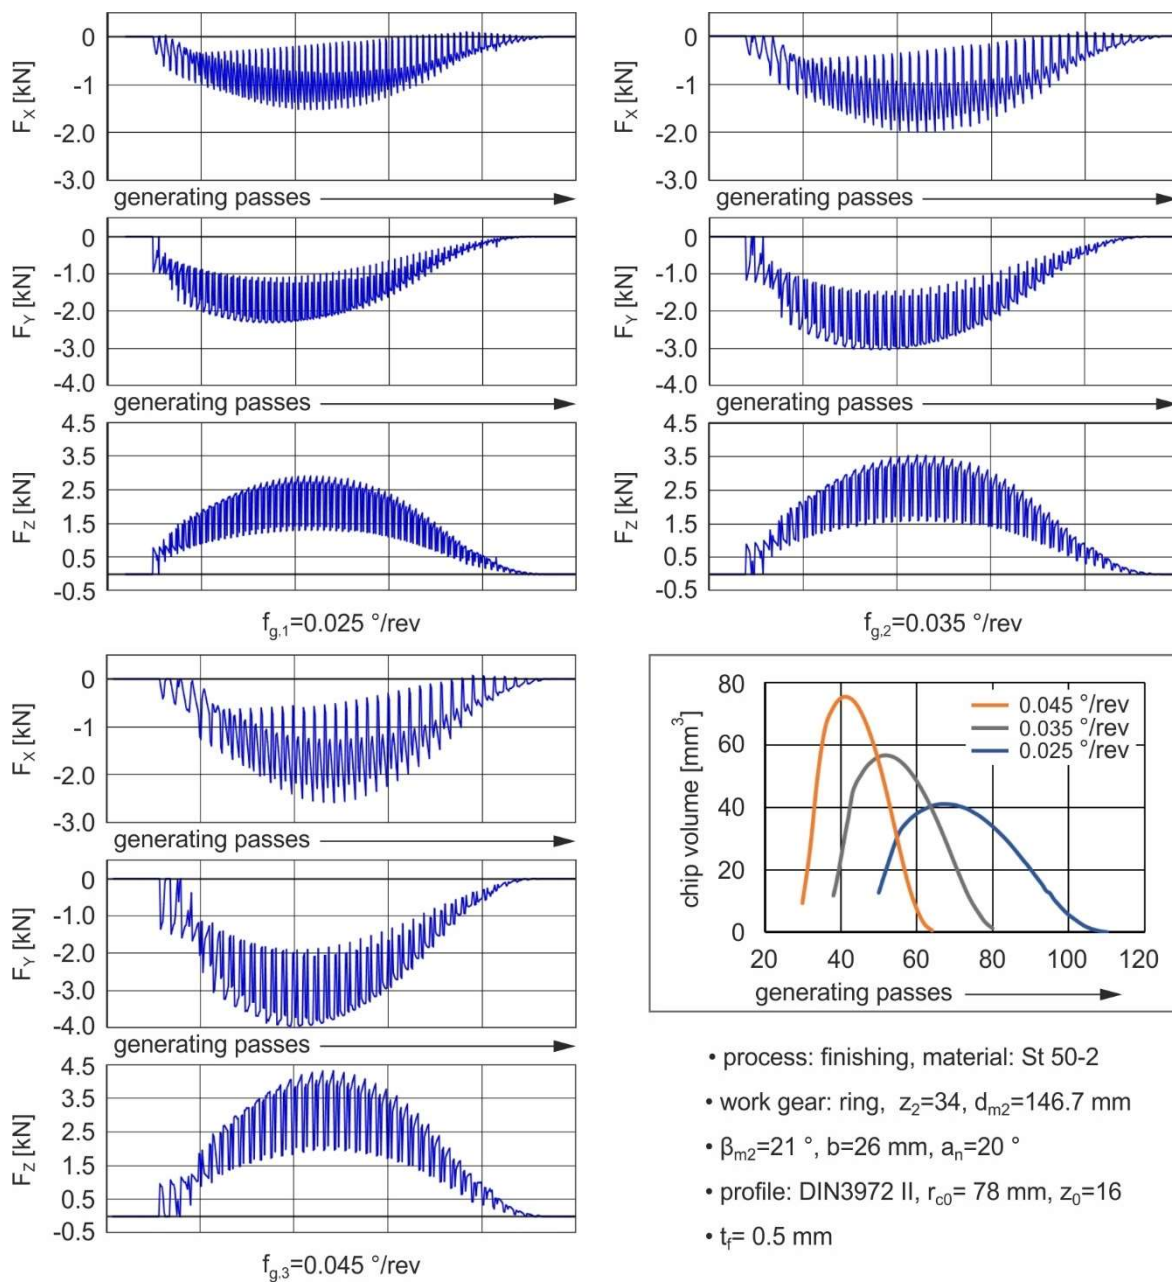 F_X [kN]
0
-1
-2.0
-3.0
generating passes
F_Y [kN]
0
-1.0
-2.0
-3.0
-4.0
generating passes
F_Z [kN]
4.5
3.5
2.5
1.5
0.5
-0.5
f_g,1=0.025 °/rev
F_X [kN]
0
-1
-2.0
-3.0
generating passes
F_Y [kN]
0
-1.0
-2.0
-3.0
-4.0
generating passes
F_Z [kN]
4.5
3.5
2.5
1.5
0.5
-0.5
f_g,2=0.035 °/rev
F_X [kN]
0
-1
-2.0
-3.0
generating passes
F_Y [kN]
0
-1.0
-2.0
-3.0
-4.0
generating passes
F_Z [kN]
4.5
3.5
2.5
1.5
0.5
-0.5
f_g,3=0.045 °/rev
chip volume [mm³]
80
60
40
20
0
0.045 °/rev
0.035 °/rev
0.025 °/rev
20 40 60 80 100 120
generating passes
• process: finishing, material: St 50-2
• work gear: ring, z₂=34, d_m2=146.7 mm
• β_m2=21 °, b=26 mm, a_n=20 °
• profile: DIN3972 II, r_c0= 78 mm, z₀=16
• t_f= 0.5 mm